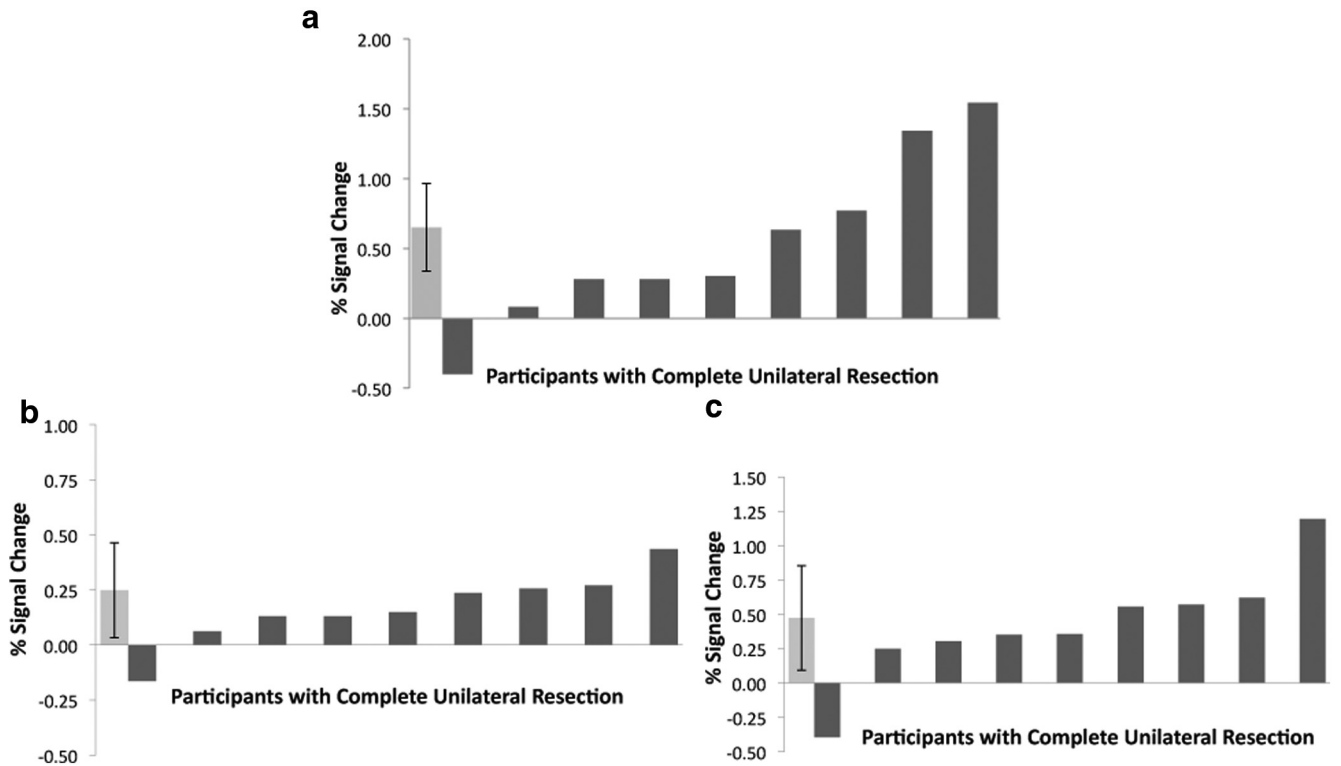 a
2.00
1.50
1.00
0.50
0.00
-0.50
% Signal Change
Participants with Complete Unilateral Resection
b
1.00
0.75
0.50
0.25
0.00
-0.25
-0.50
% Signal Change
Participants with Complete Unilateral Resection
c
1.50
1.25
1.00
0.75
0.50
0.25
0.00
-0.25
-0.50
% Signal Change
Participants with Complete Unilateral Resection